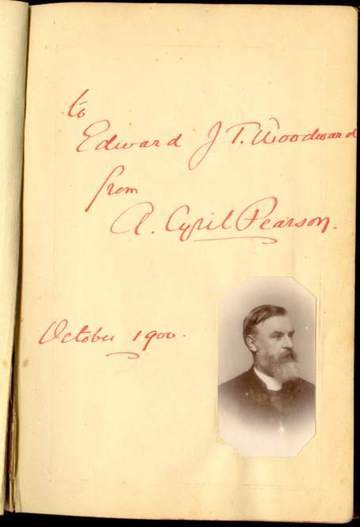 to
Edward J. T. Woodward
from
A. Cyril Pearson.
October 1900.